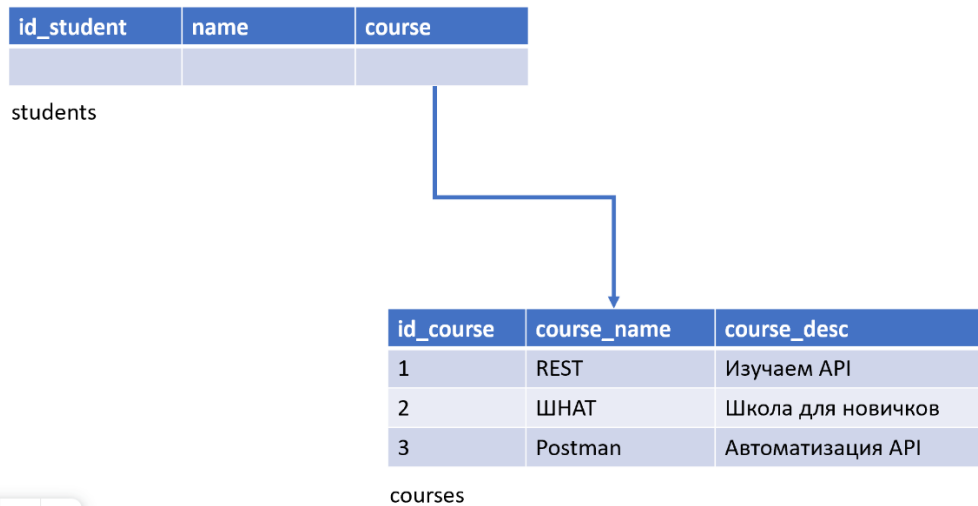 id_student name course
students
id_course course_name course_desc
1 REST Изучаем API
2 ШНАТ Школа для новичков
3 Postman Автоматизация API
courses